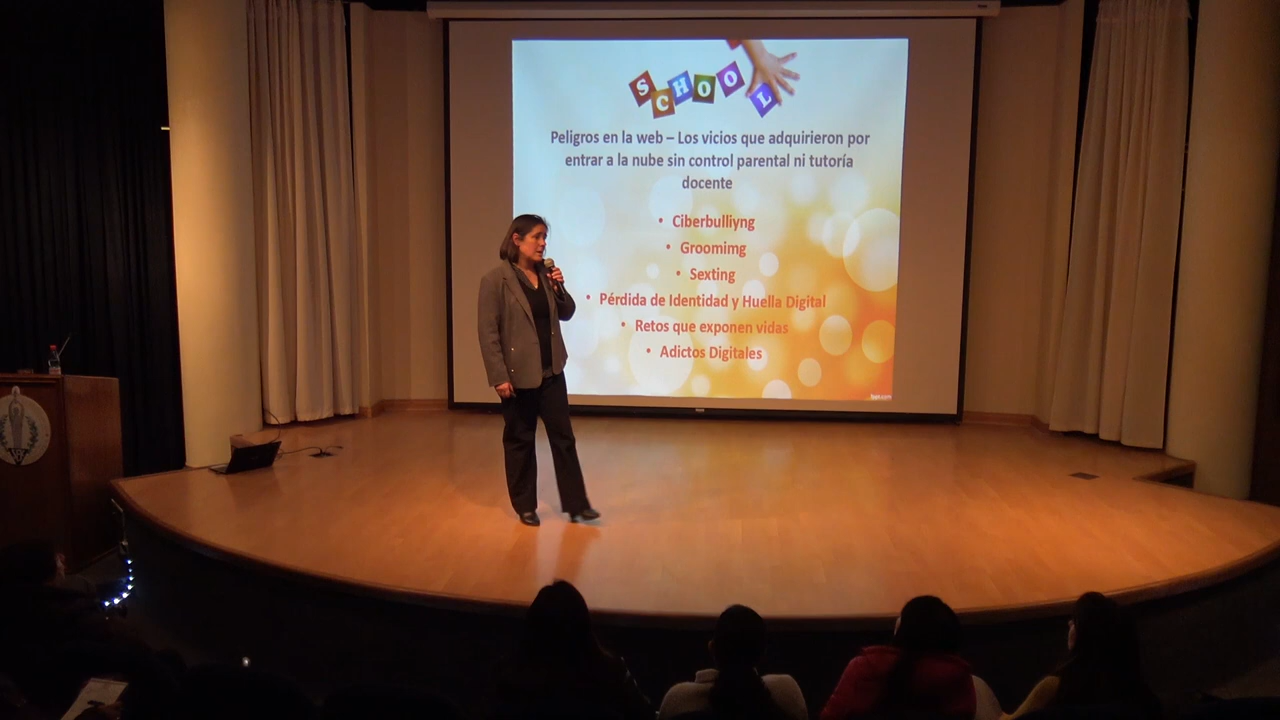 SCHOOL
Peligros en la web – Los vicios que adquirieron por
entrar a la nube sin control parental ni tutoría
docente
• Ciberbulliyng
• Groomimg
• Sexting
• Pérdida de Identidad y Huella Digital
• Retos que exponen vidas
• Adictos Digitales